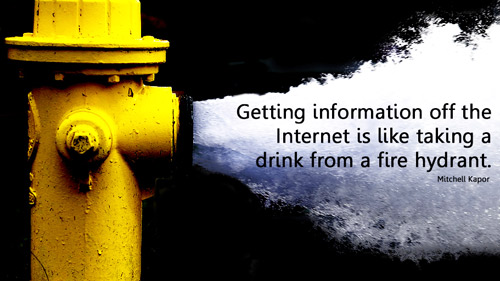 Getting information off the
Internet is like taking a
drink from a fire hydrant.
Mitchell Kapor